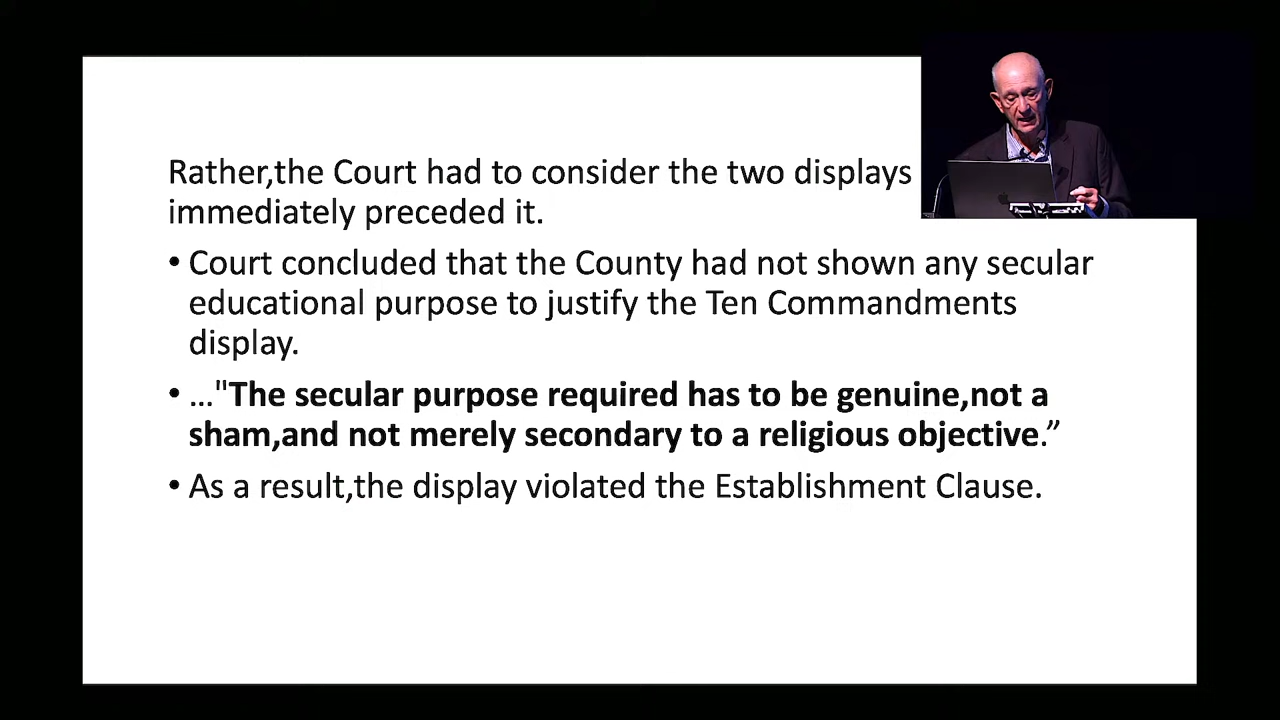 Rather,the Court had to consider the two displays
immediately preceded it.
• Court concluded that the County had not shown any secular
educational purpose to justify the Ten Commandments
display.
• ..."The secular purpose required has to be genuine,not a
sham,and not merely secondary to a religious objective.”
• As a result,the display violated the Establishment Clause.